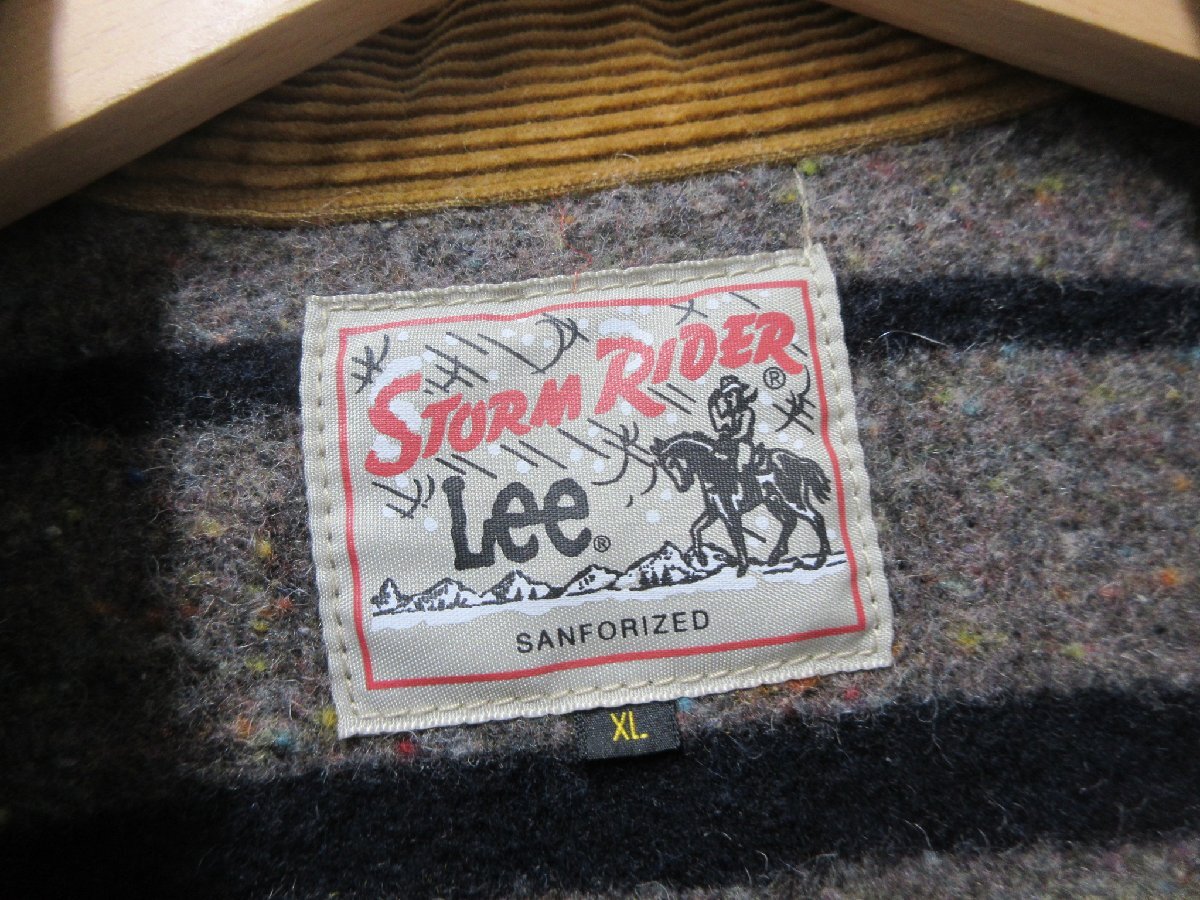 STORM RIDER ®
Lee ®
SANFORIZED
XL